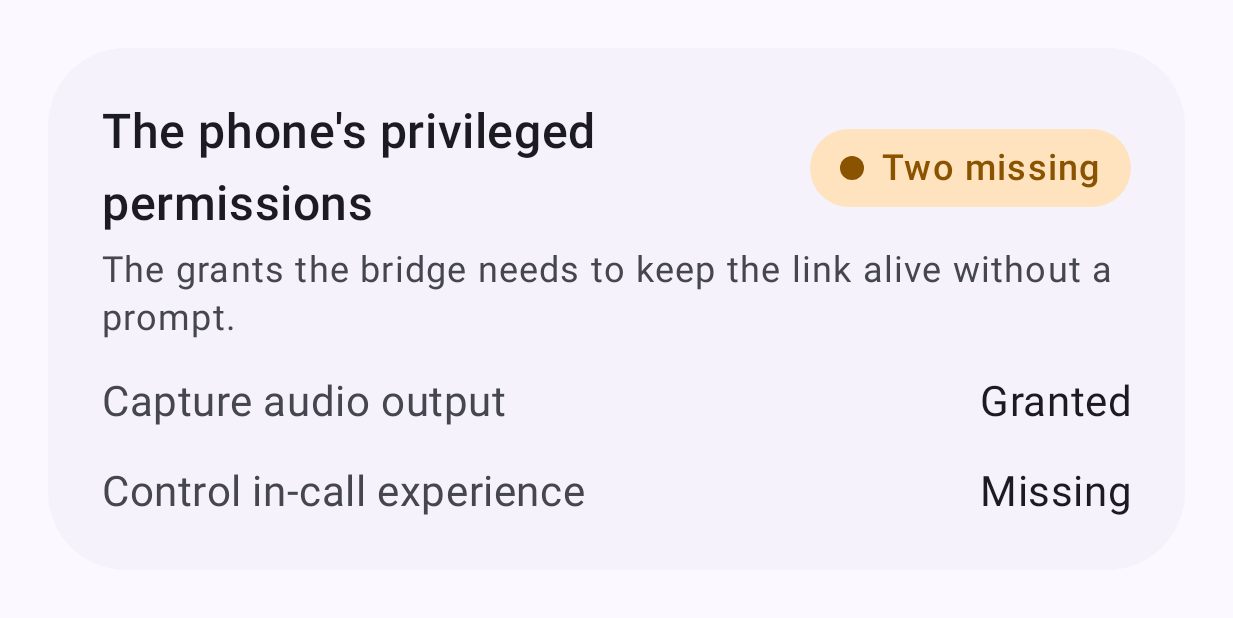 The phone's privileged
permissions
Two missing
The grants the bridge needs to keep the link alive without a
prompt.
Capture audio output Granted
Control in-call experience Missing